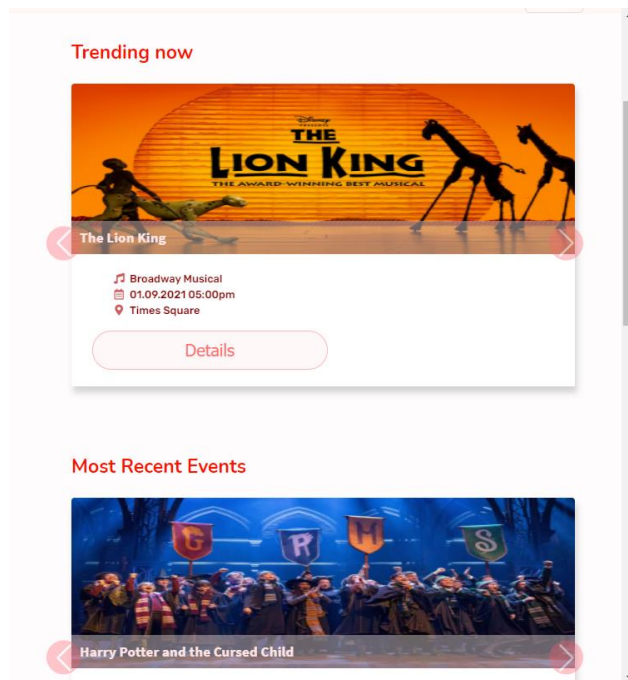 Trending now
Disney
PRESENTS
THE
LION KING
THE AWARD-WINNING BEST MUSICAL
The Lion King
Broadway Musical
01.09.2021 05:00pm
Times Square
Details
Most Recent Events
G R H S
Harry Potter and the Cursed Child